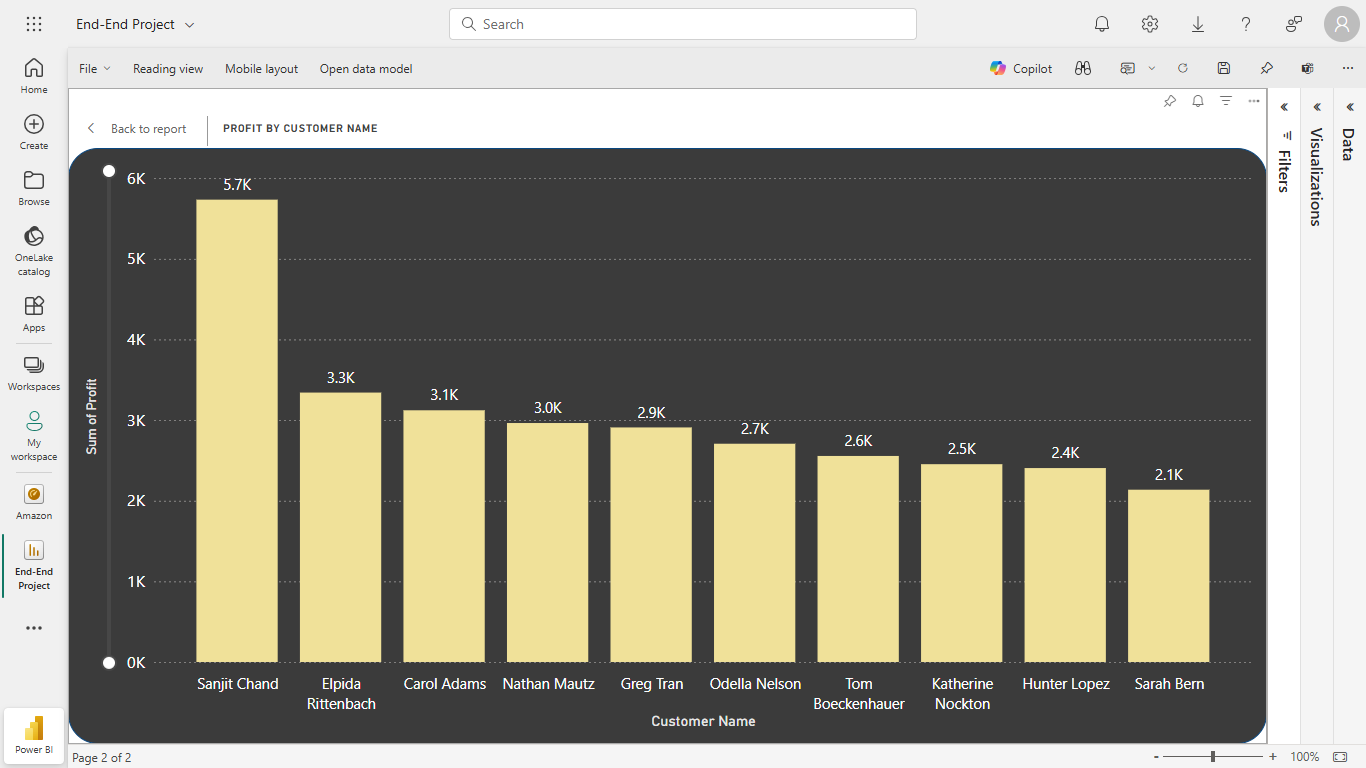 End-End Project
Search
Home
Create
Browse
OneLake
catalog
Apps
Workspaces
My
workspace
Amazon
End-End
Project
Power BI
File
Reading view
Mobile layout
Open data model
Copilot
Back to report
PROFIT BY CUSTOMER NAME
Sum of Profit
6K
5K
4K
3K
2K
1K
0K
5.7K
3.3K
3.1K
3.0K
2.9K
2.7K
2.6K
2.5K
2.4K
2.1K
Sanjit Chand
Elpida
Rittenbach
Carol Adams
Nathan Mautz
Greg Tran
Odella Nelson
Tom
Boeckenhauer
Katherine
Nockton
Hunter Lopez
Sarah Bern
Customer Name
Filters
Visualizations
Data
Page 2 of 2
- + 100%